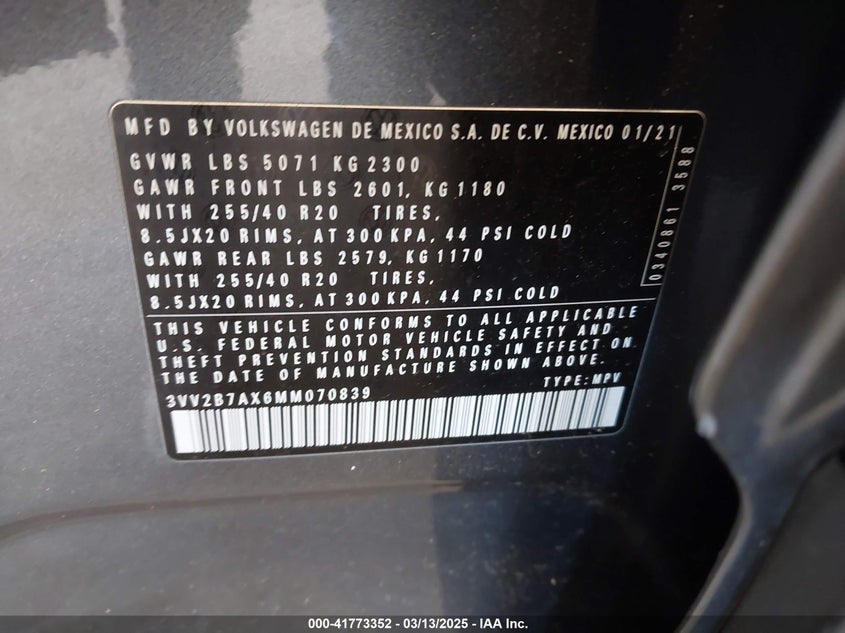 MFD BY VOLKSWAGEN DE MEXICO S.A. DE C.V. MEXICO 01/21
GVWR LBS 5071 KG 2300
GAWR FRONT LBS 2601, KG 1180
WITH 255/40 R20 TIRES,
8.5JX20 RIMS, AT 300 KPA, 44 PSI COLD
GAWR REAR LBS 2579, KG 1170
WITH 255/40 R20 TIRES,
8.5JX20 RIMS, AT 300 KPA, 44 PSI COLD
THIS VEHICLE CONFORMS TO ALL APPLICABLE
U.S. FEDERAL MOTOR VEHICLE SAFETY AND
THEFT PREVENTION STANDARDS IN EFFECT ON
THE DATE OF MANUFACTURE SHOWN ABOVE.
3VV2B7AX6MM070839 TYPE: MPV
0340861 3588
000-41773352 - 03/13/2025 - IAA Inc.